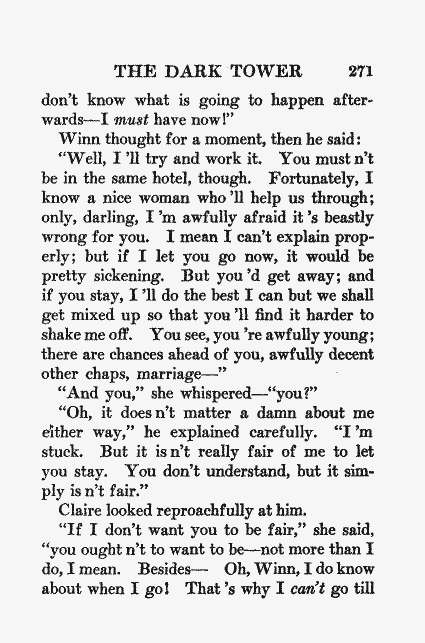 THE DARK TOWER 271
don't know what is going to happen after-
wards—I must have now!"
Winn thought for a moment, then he said:
"Well, I 'll try and work it. You must n't
be in the same hotel, though. Fortunately, I
know a nice woman who 'll help us through;
only, darling, I 'm awfully afraid it 's beastly
wrong for you. I mean I can't explain prop-
erly; but if I let you go now, it would be
pretty sickening. But you 'd get away; and
if you stay, I 'll do the best I can but we shall
get mixed up so that you 'll find it harder to
shake me off. You see, you 're awfully young;
there are chances ahead of you, awfully decent
other chaps, marriage—"
"And you," she whispered—"you?"
"Oh, it does n't matter a damn about me
either way," he explained carefully. "I 'm
stuck. But it is n't really fair of me to let
you stay. You don't understand, but it sim-
ply is n't fair."
Claire looked reproachfully at him.
"If I don't want you to be fair," she said,
"you ought n't to want to be—not more than I
do, I mean. Besides— Oh, Winn, I do know
about when I go! That 's why I can't go till